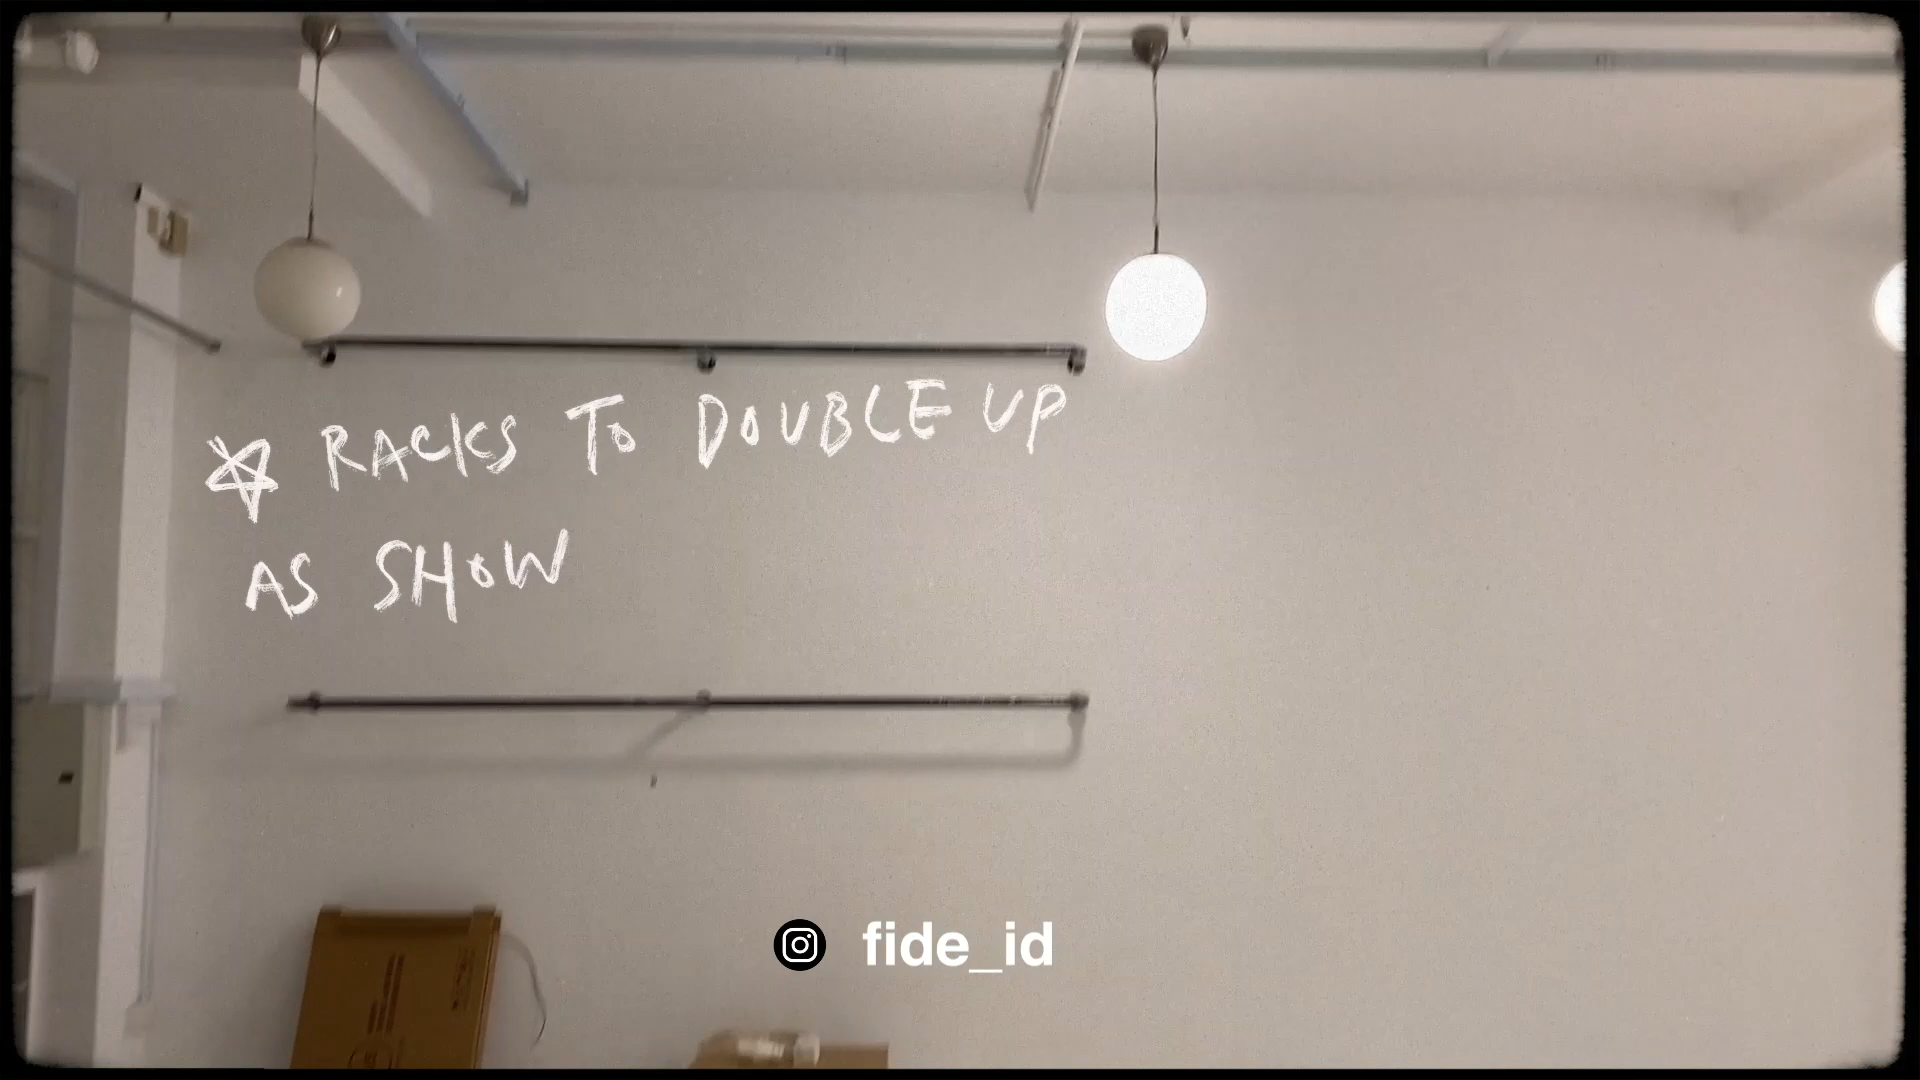 ☆ RACKS TO DOUBLE UP
AS SHOW
fide_id